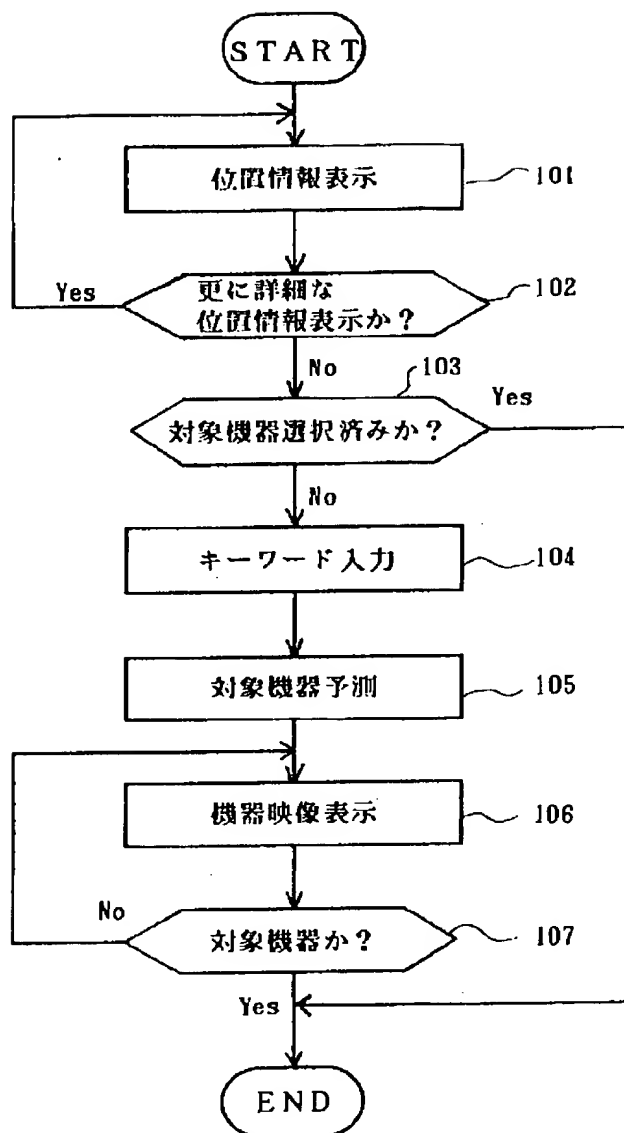 START
位置情報表示
101
更に詳細な
位置情報表示か？
102
Yes
No
103
対象機器選択済みか？
Yes
No
キーワード入力
104
対象機器予測
105
機器映像表示
106
No
対象機器か？
107
Yes
END